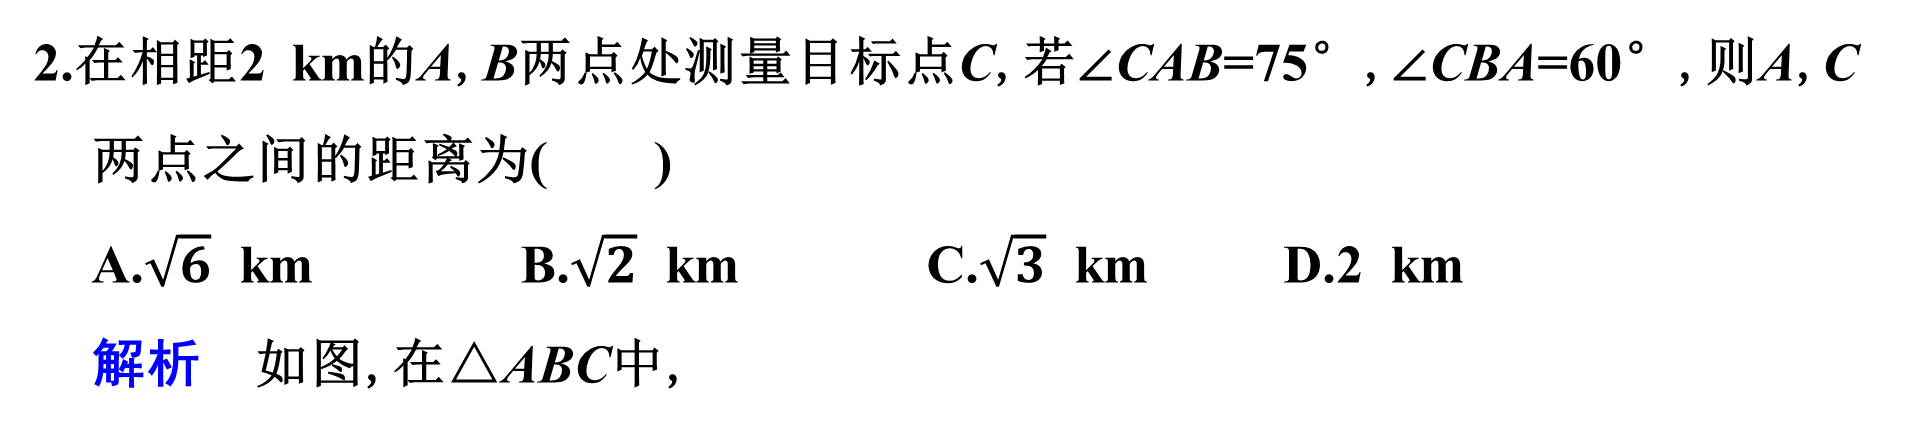 2.在相距2 km的A,B两点处测量目标点C,若∠CAB=75°,∠CBA=60°,则A,C
两点之间的距离为(  )
A.√6 km B.√2 km C.√3 km D.2 km
解析 如图,在△ABC中,